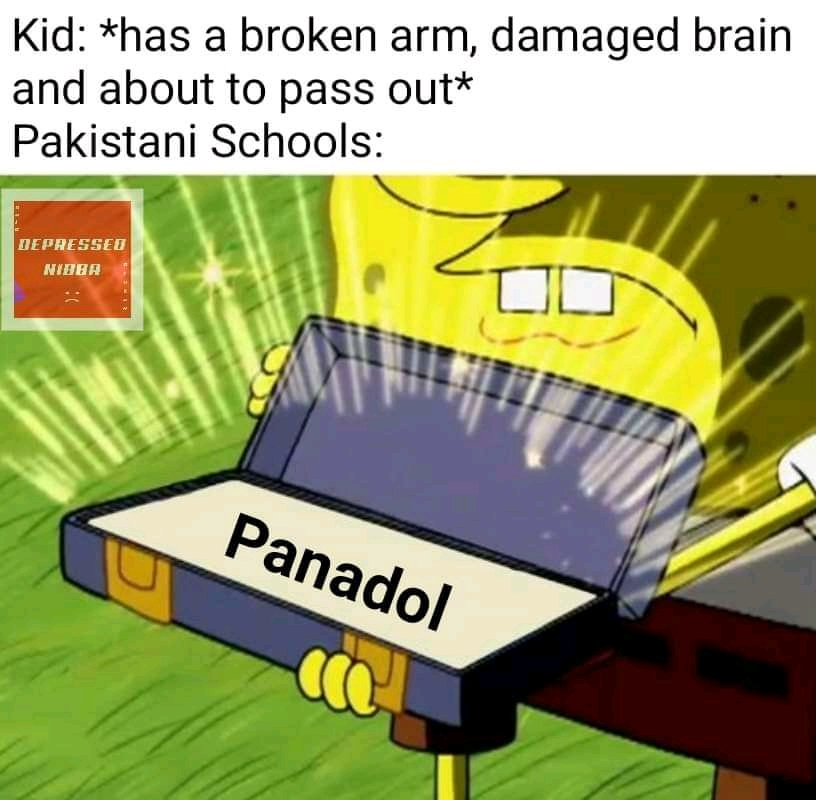 Kid: *has a broken arm, damaged brain
and about to pass out*
Pakistani Schools:
DEPRESSED
NIBBA
:(
Panadol